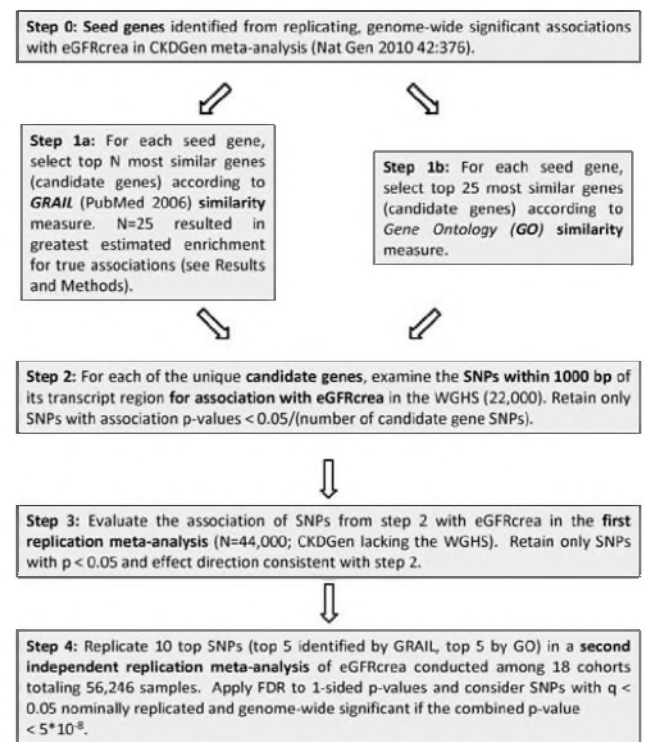 Step 0: Seed genes identified from replicating, genome-wide significant associations
with eGFRcrea in CKDGen meta-analysis (Nat Gen 2010 42:376).
Step 1a: For each seed gene,
select top N most similar genes
(candidate genes) according to
GRAIL (PubMed 2006) similarity
measure. N=25 resulted in
greatest estimated enrichment
for true associations (see Results
and Methods).
Step 1b: For each seed gene,
select top 25 most similar genes
(candidate genes) according to
Gene Ontology (GO) similarity
measure.
Step 2: For each of the unique candidate genes, examine the SNPs within 1000 bp of
its transcript region for association with eGFRcrea in the WGHS (22,000). Retain only
SNPs with association p-values < 0.05/(number of candidate gene SNPs).
Step 3: Evaluate the association of SNPs from step 2 with eGFRcrea in the first
replication meta-analysis (N=44,000; CKDGen lacking the WGHS). Retain only SNPs
with p < 0.05 and effect direction consistent with step 2.
Step 4: Replicate 10 top SNPs (top 5 identified by GRAIL, top 5 by GO) in a second
independent replication meta-analysis of eGFRcrea conducted among 18 cohorts
totaling 56,246 samples. Apply FDR to 1-sided p-values and consider SNPs with q <
0.05 nominally replicated and genome-wide significant if the combined p-value
< 5*10⁻⁸.